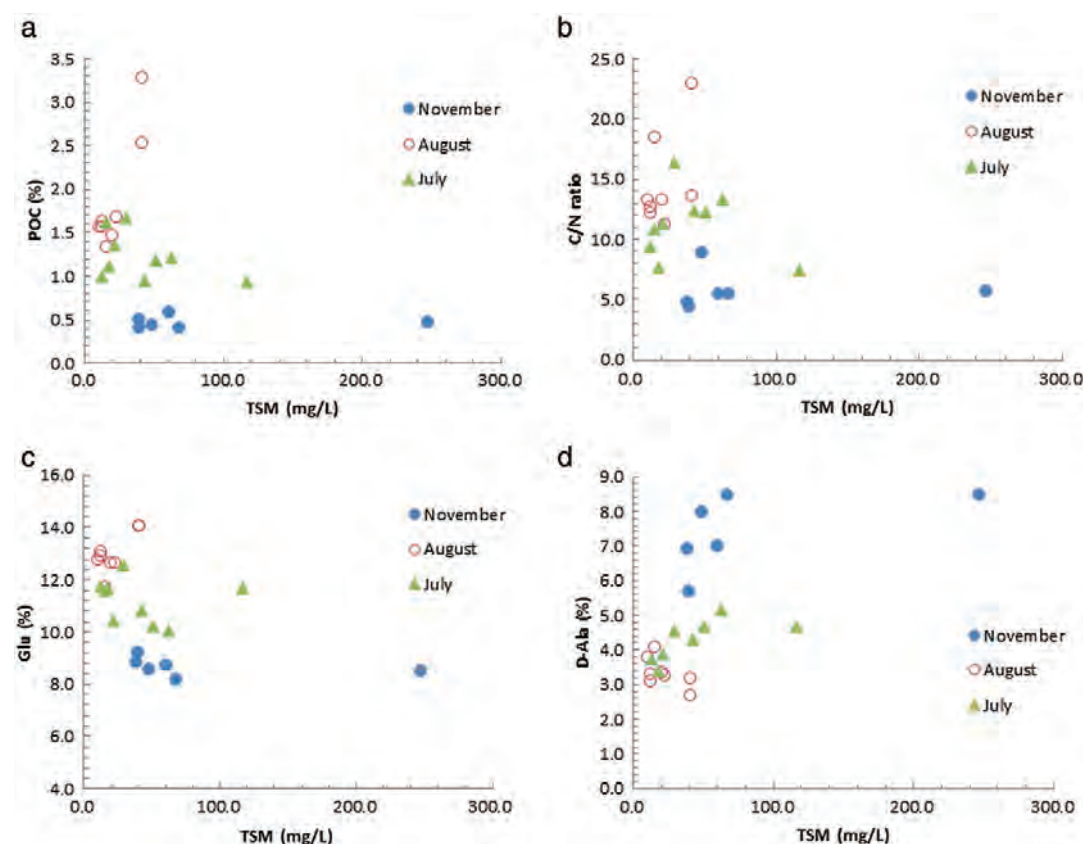 a
POC (%)
3.5
3.0
2.5
2.0
1.5
1.0
0.5
0.0
0.0 100.0 200.0 300.0
TSM (mg/L)
November
August
July
b
C/N ratio
25.0
20.0
15.0
10.0
5.0
0.0
0.0 100.0 200.0 300.0
TSM (mg/L)
November
August
July
c
Glu (%)
16.0
14.0
12.0
10.0
8.0
6.0
4.0
0.0 100.0 200.0 300.0
TSM (mg/L)
November
August
July
d
D-Ala (%)
9.0
8.0
7.0
6.0
5.0
4.0
3.0
2.0
1.0
0.0
0.0 100.0 200.0 300.0
TSM (mg/L)
November
August
July